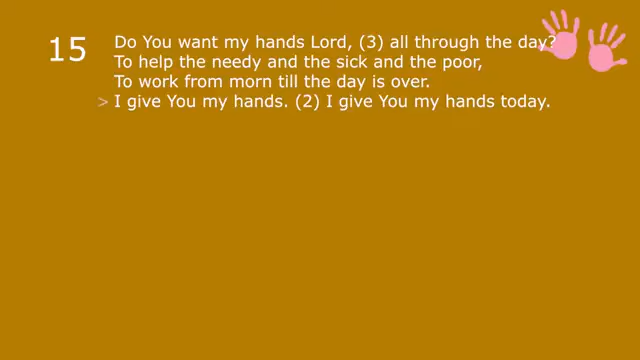 15 Do You want my hands Lord, (3) all through the day?
To help the needy and the sick and the poor,
To work from morn till the day is over.
> I give You my hands. (2) I give You my hands today.